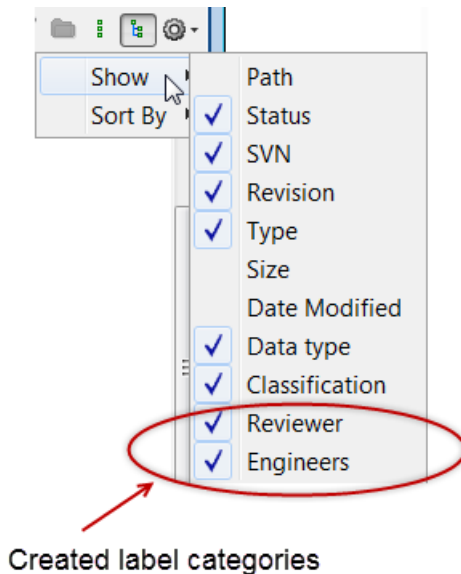 Show
Sort By
Path
Status
SVN
Revision
Type
Size
Date Modified
Data type
Classification
Reviewer
Engineers
Created label categories